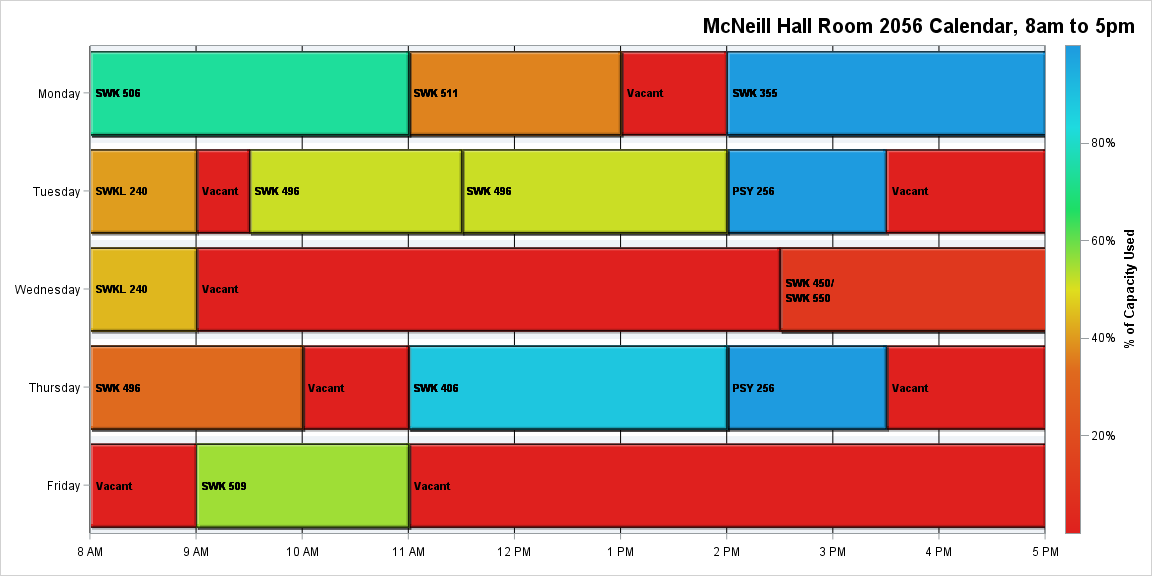 McNeill Hall Room 2056 Calendar, 8am to 5pm
Monday
SWK 506
SWK 511
Vacant
SWK 355
Tuesday
SWKL 240
Vacant
SWK 496
SWK 496
PSY 256
Vacant
Wednesday
SWKL 240
Vacant
SWK 450/
SWK 550
Thursday
SWK 496
Vacant
SWK 406
PSY 256
Vacant
Friday
Vacant
SWK 509
Vacant
8 AM
9 AM
10 AM
11 AM
12 PM
1 PM
2 PM
3 PM
4 PM
5 PM
80%
60%
40%
20%
% of Capacity Used